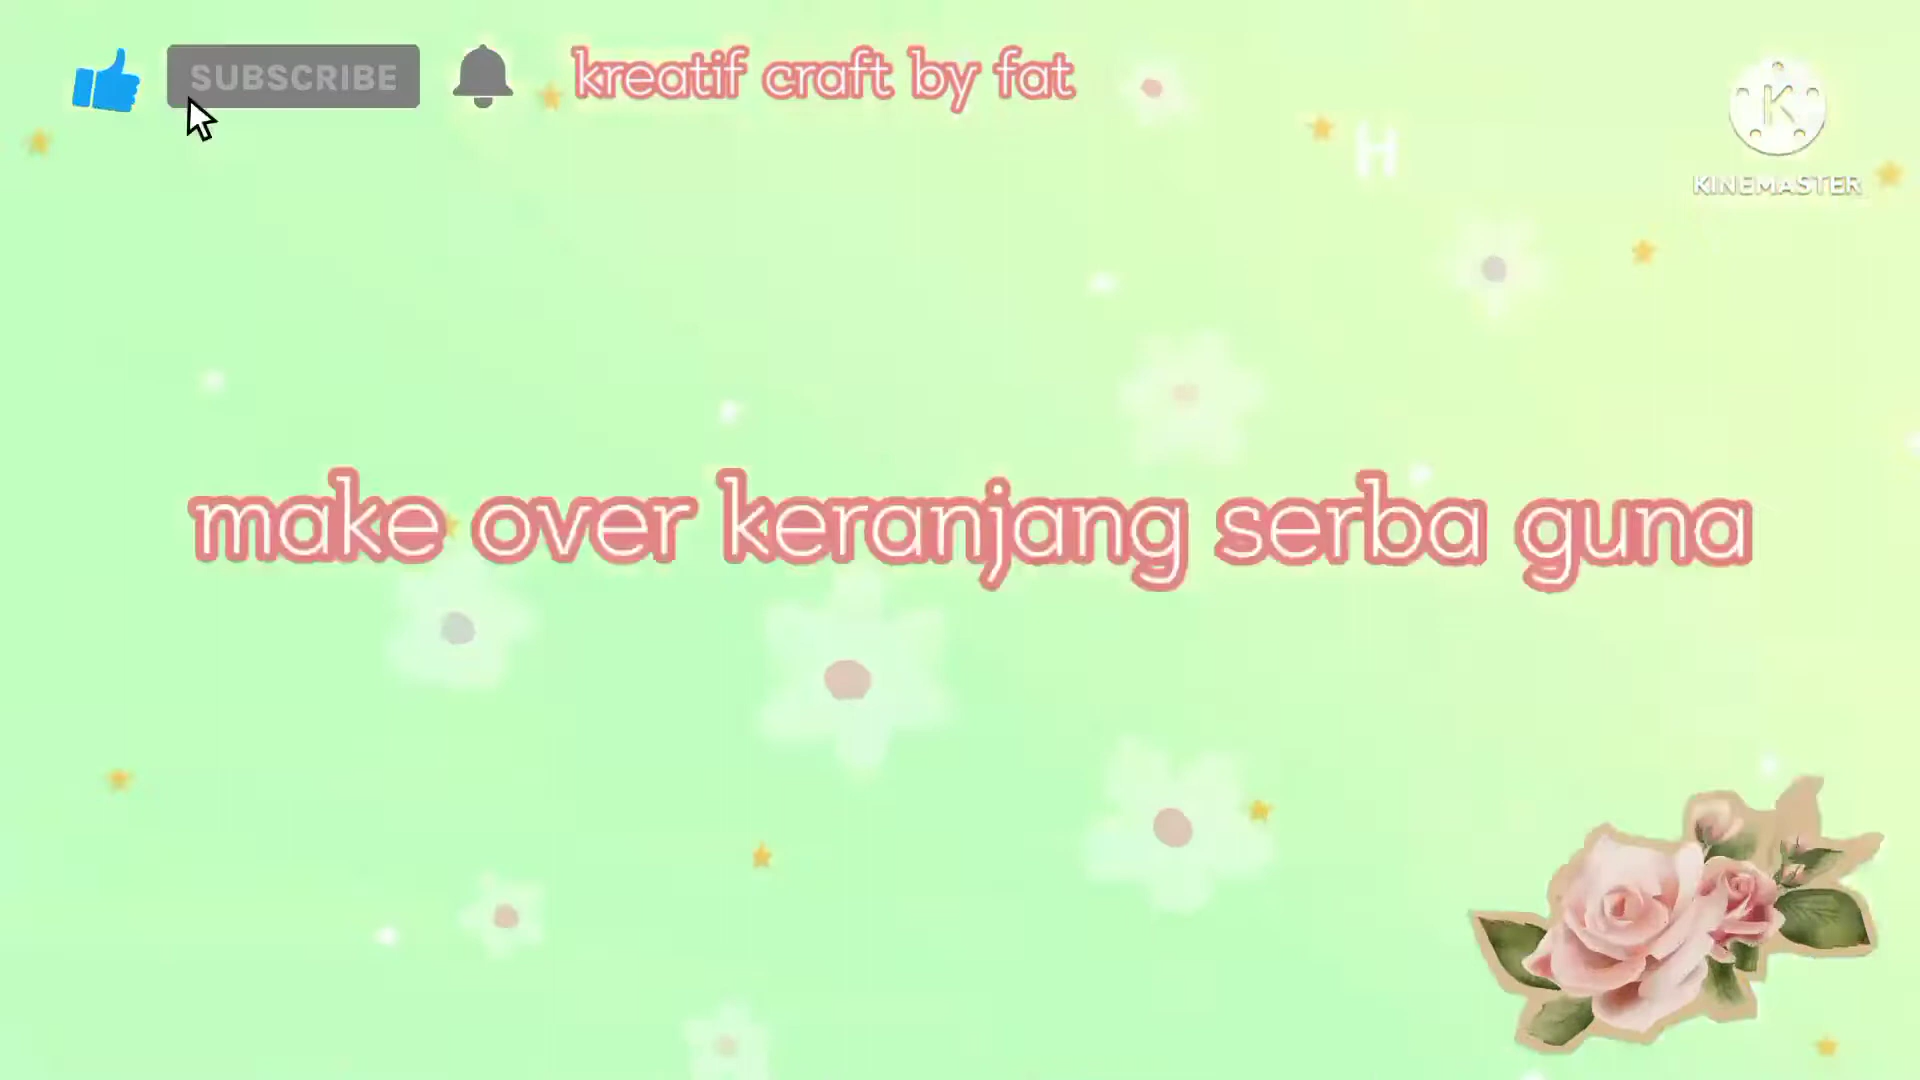 SUBSCRIBE
kreatif craft by fat
H
K
KINEMASTER
make over keranjang serba guna